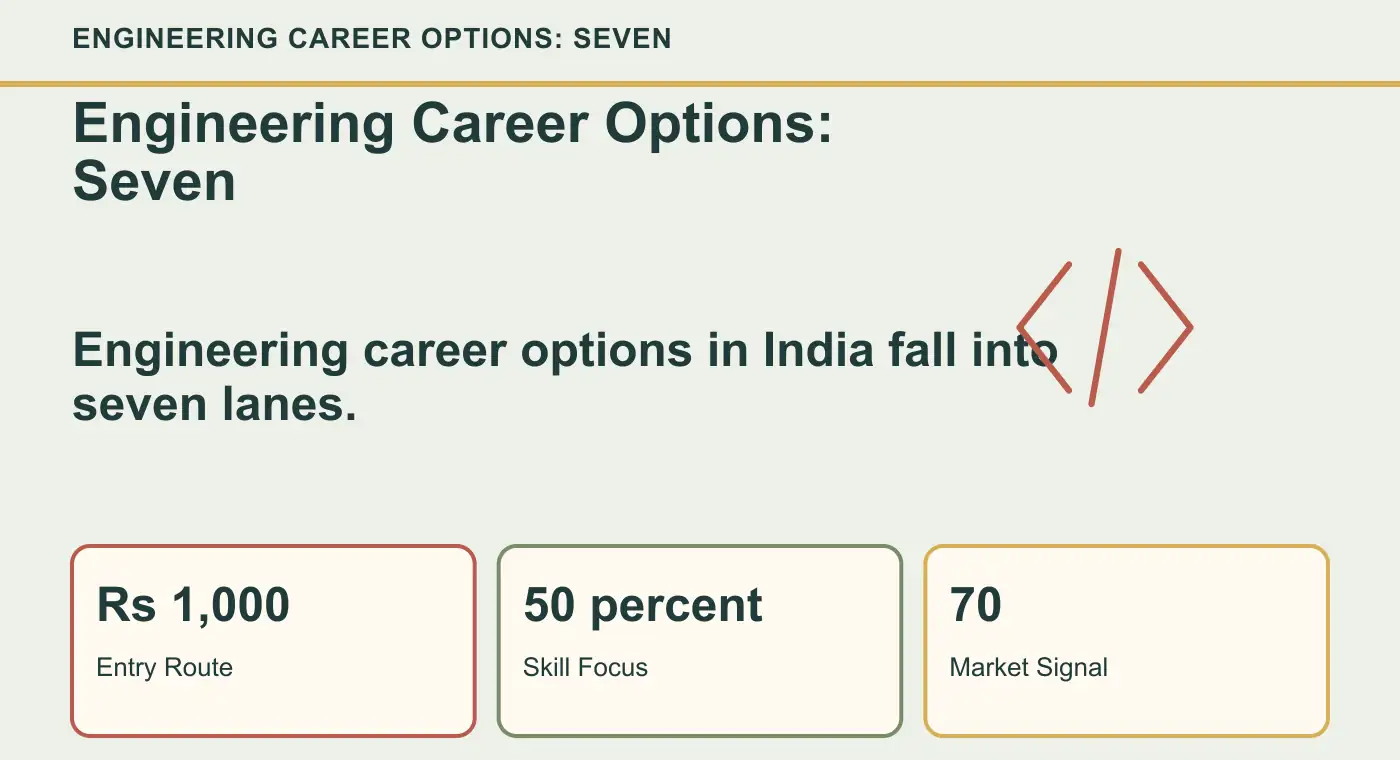 ENGINEERING CAREER OPTIONS: SEVEN
Engineering Career Options:
Seven
Engineering career options in India fall into
seven lanes.
Rs 1,000
Entry Route
50 percent
Skill Focus
70
Market Signal